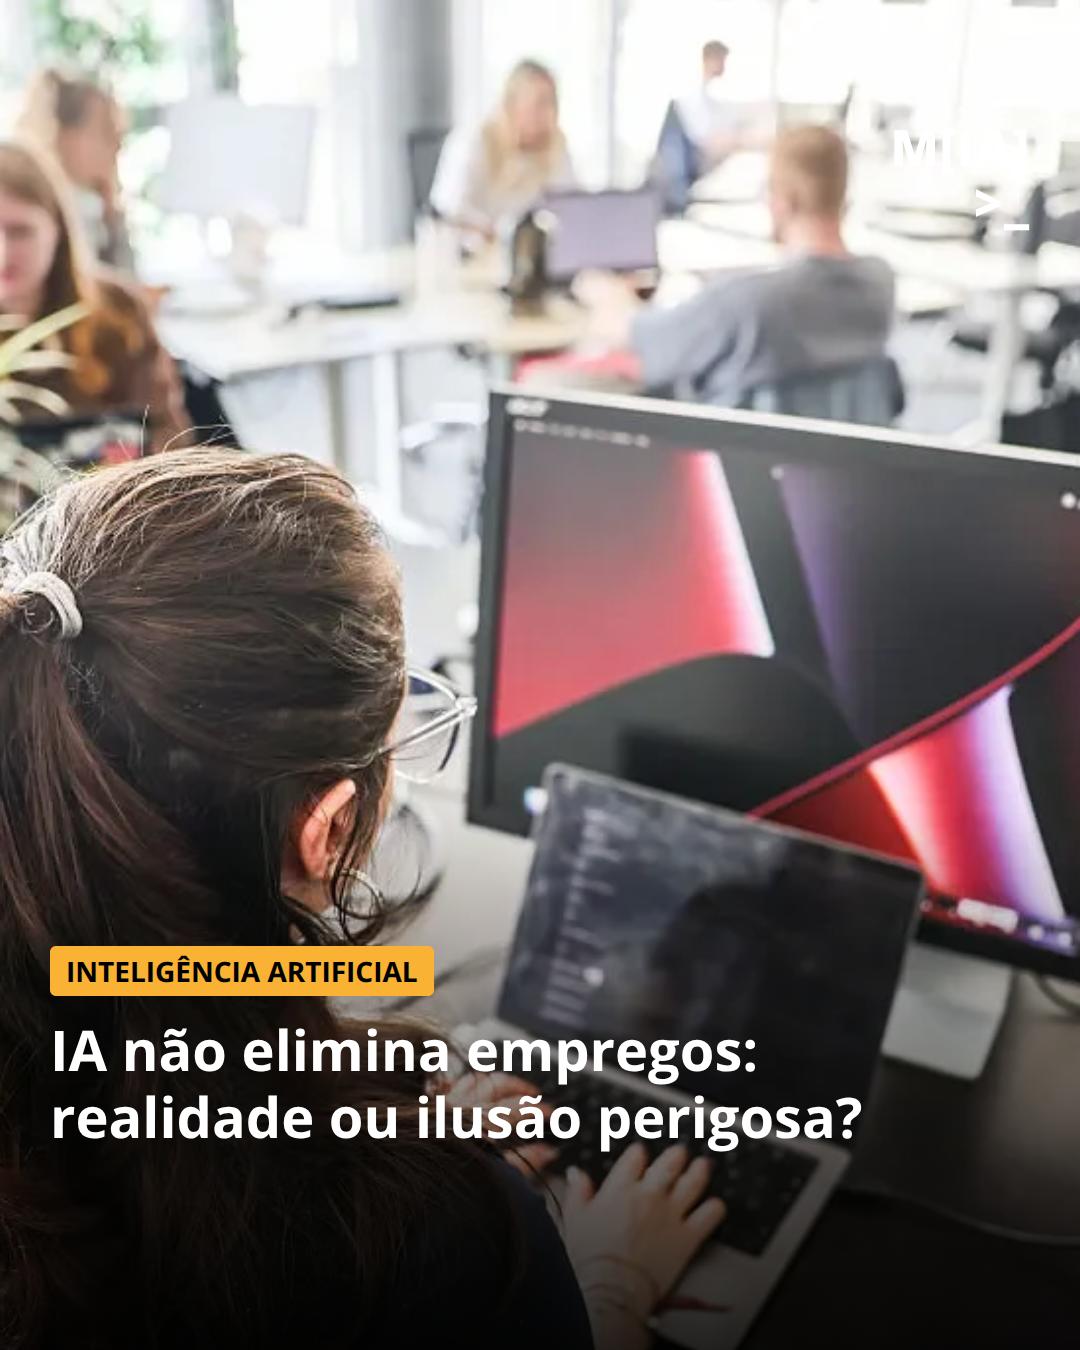 INTELIGÊNCIA ARTIFICIAL
IA não elimina empregos:
realidade ou ilusão perigosa?